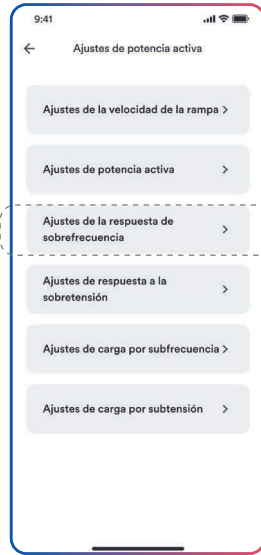 9:41
Ajustes de potencia activa
Ajustes de la velocidad de la rampa
Ajustes de potencia activa
Ajustes de la respuesta de
sobrefrecuencia
Ajustes de respuesta a la
sobretensión
Ajustes de carga por subfrecuencia
Ajustes de carga por subtensión